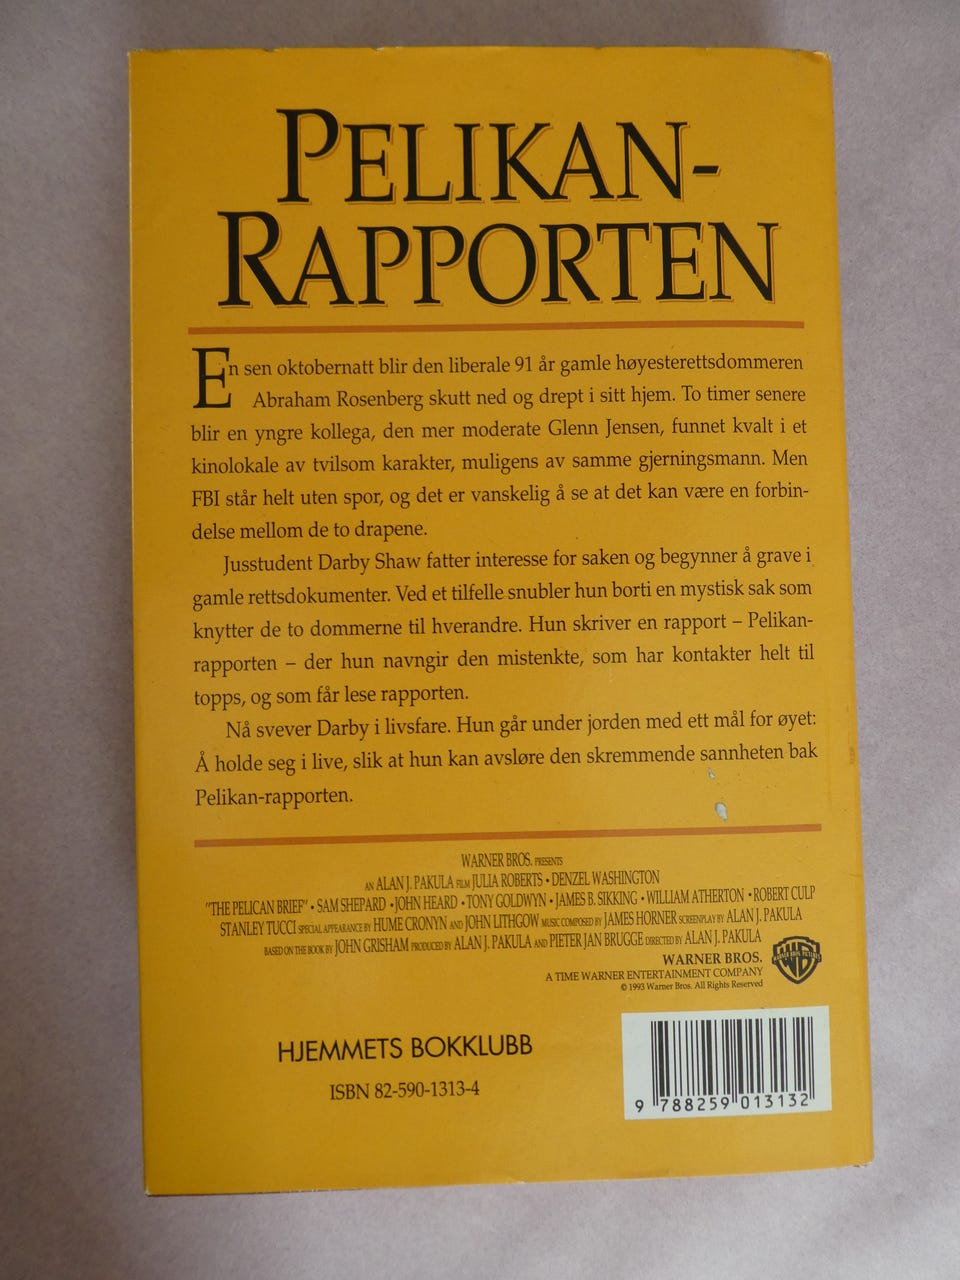 PELIKAN-
RAPPORTEN
En sen oktobernatt blir den liberale 91 år gamle høyesterettsdommeren
Abraham Rosenberg skutt ned og drept i sitt hjem. To timer senere
blir en yngre kollega, den mer moderate Glenn Jensen, funnet kvalt i et
kinolokale av tvilsom karakter, muligens av samme gjerningsmann. Men
FBI står helt uten spor, og det er vanskelig å se at det kan være en forbin-
delse mellom de to drapene.
Jusstudent Darby Shaw fatter interesse for saken og begynner å grave i
gamle rettsdokumenter. Ved et tilfelle snubler hun borti en mystisk sak som
knytter de to dommerne til hverandre. Hun skriver en rapport – Pelikan-
rapporten – der hun navngir den mistenkte, som har kontakter helt til
topps, og som får lese rapporten.
Nå svever Darby i livsfare. Hun går under jorden med ett mål for øyet:
Å holde seg i live, slik at hun kan avsløre den skremmende sannheten bak
Pelikan-rapporten.
WARNER BROS. PRESENTS
AN ALAN J. PAKULA FILM JULIA ROBERTS • DENZEL WASHINGTON
"THE PELICAN BRIEF" • SAM SHEPARD • JOHN HEARD • TONY GOLDWYN • JAMES B. SIKKING • WILLIAM ATHERTON • ROBERT CULP
STANLEY TUCCI SPECIAL APPEARANCE BY HUME CRONYN AND JOHN LITHGOW MUSIC COMPOSED BY JAMES HORNER SCREENPLAY BY ALAN J. PAKULA
BASED ON THE BOOK BY JOHN GRISHAM PRODUCED BY ALAN J. PAKULA AND PIETER JAN BRUGGE DIRECTED BY ALAN J. PAKULA
WARNER BROS.
A TIME WARNER ENTERTAINMENT COMPANY
© 1993 Warner Bros. All Rights Reserved
WARNER BROS. PICTURES
HJEMMETS BOKKLUBB
ISBN 82-590-1313-4
9 788259 013132